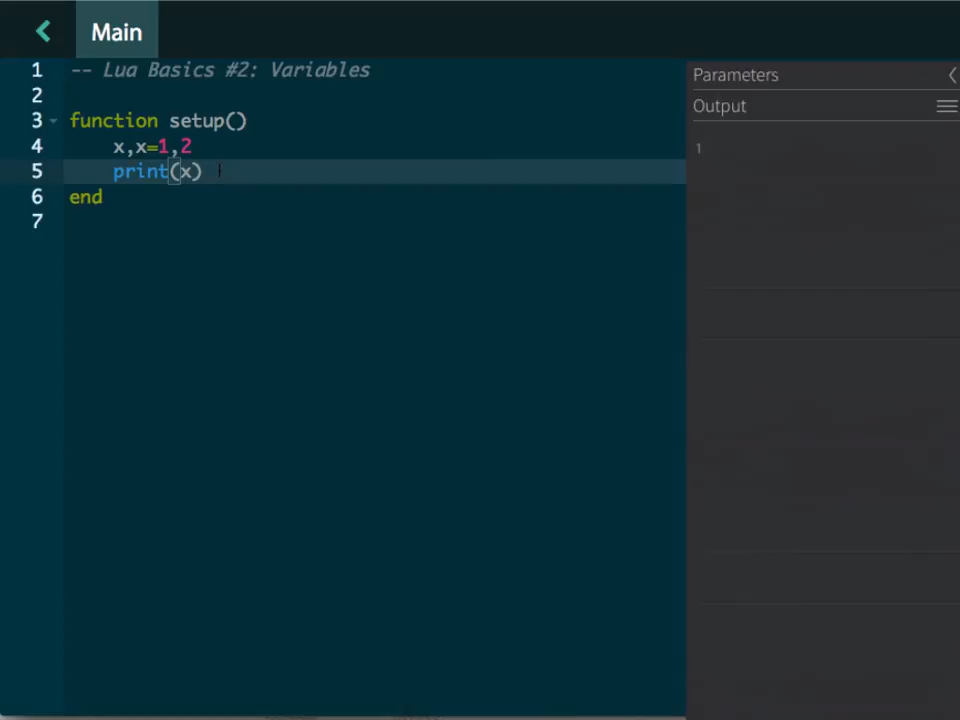 Main
1 -- Lua Basics #2: Variables
2
3 function setup()
4 x,x=1,2
5 print(x)
6 end
7
Parameters
Output
1